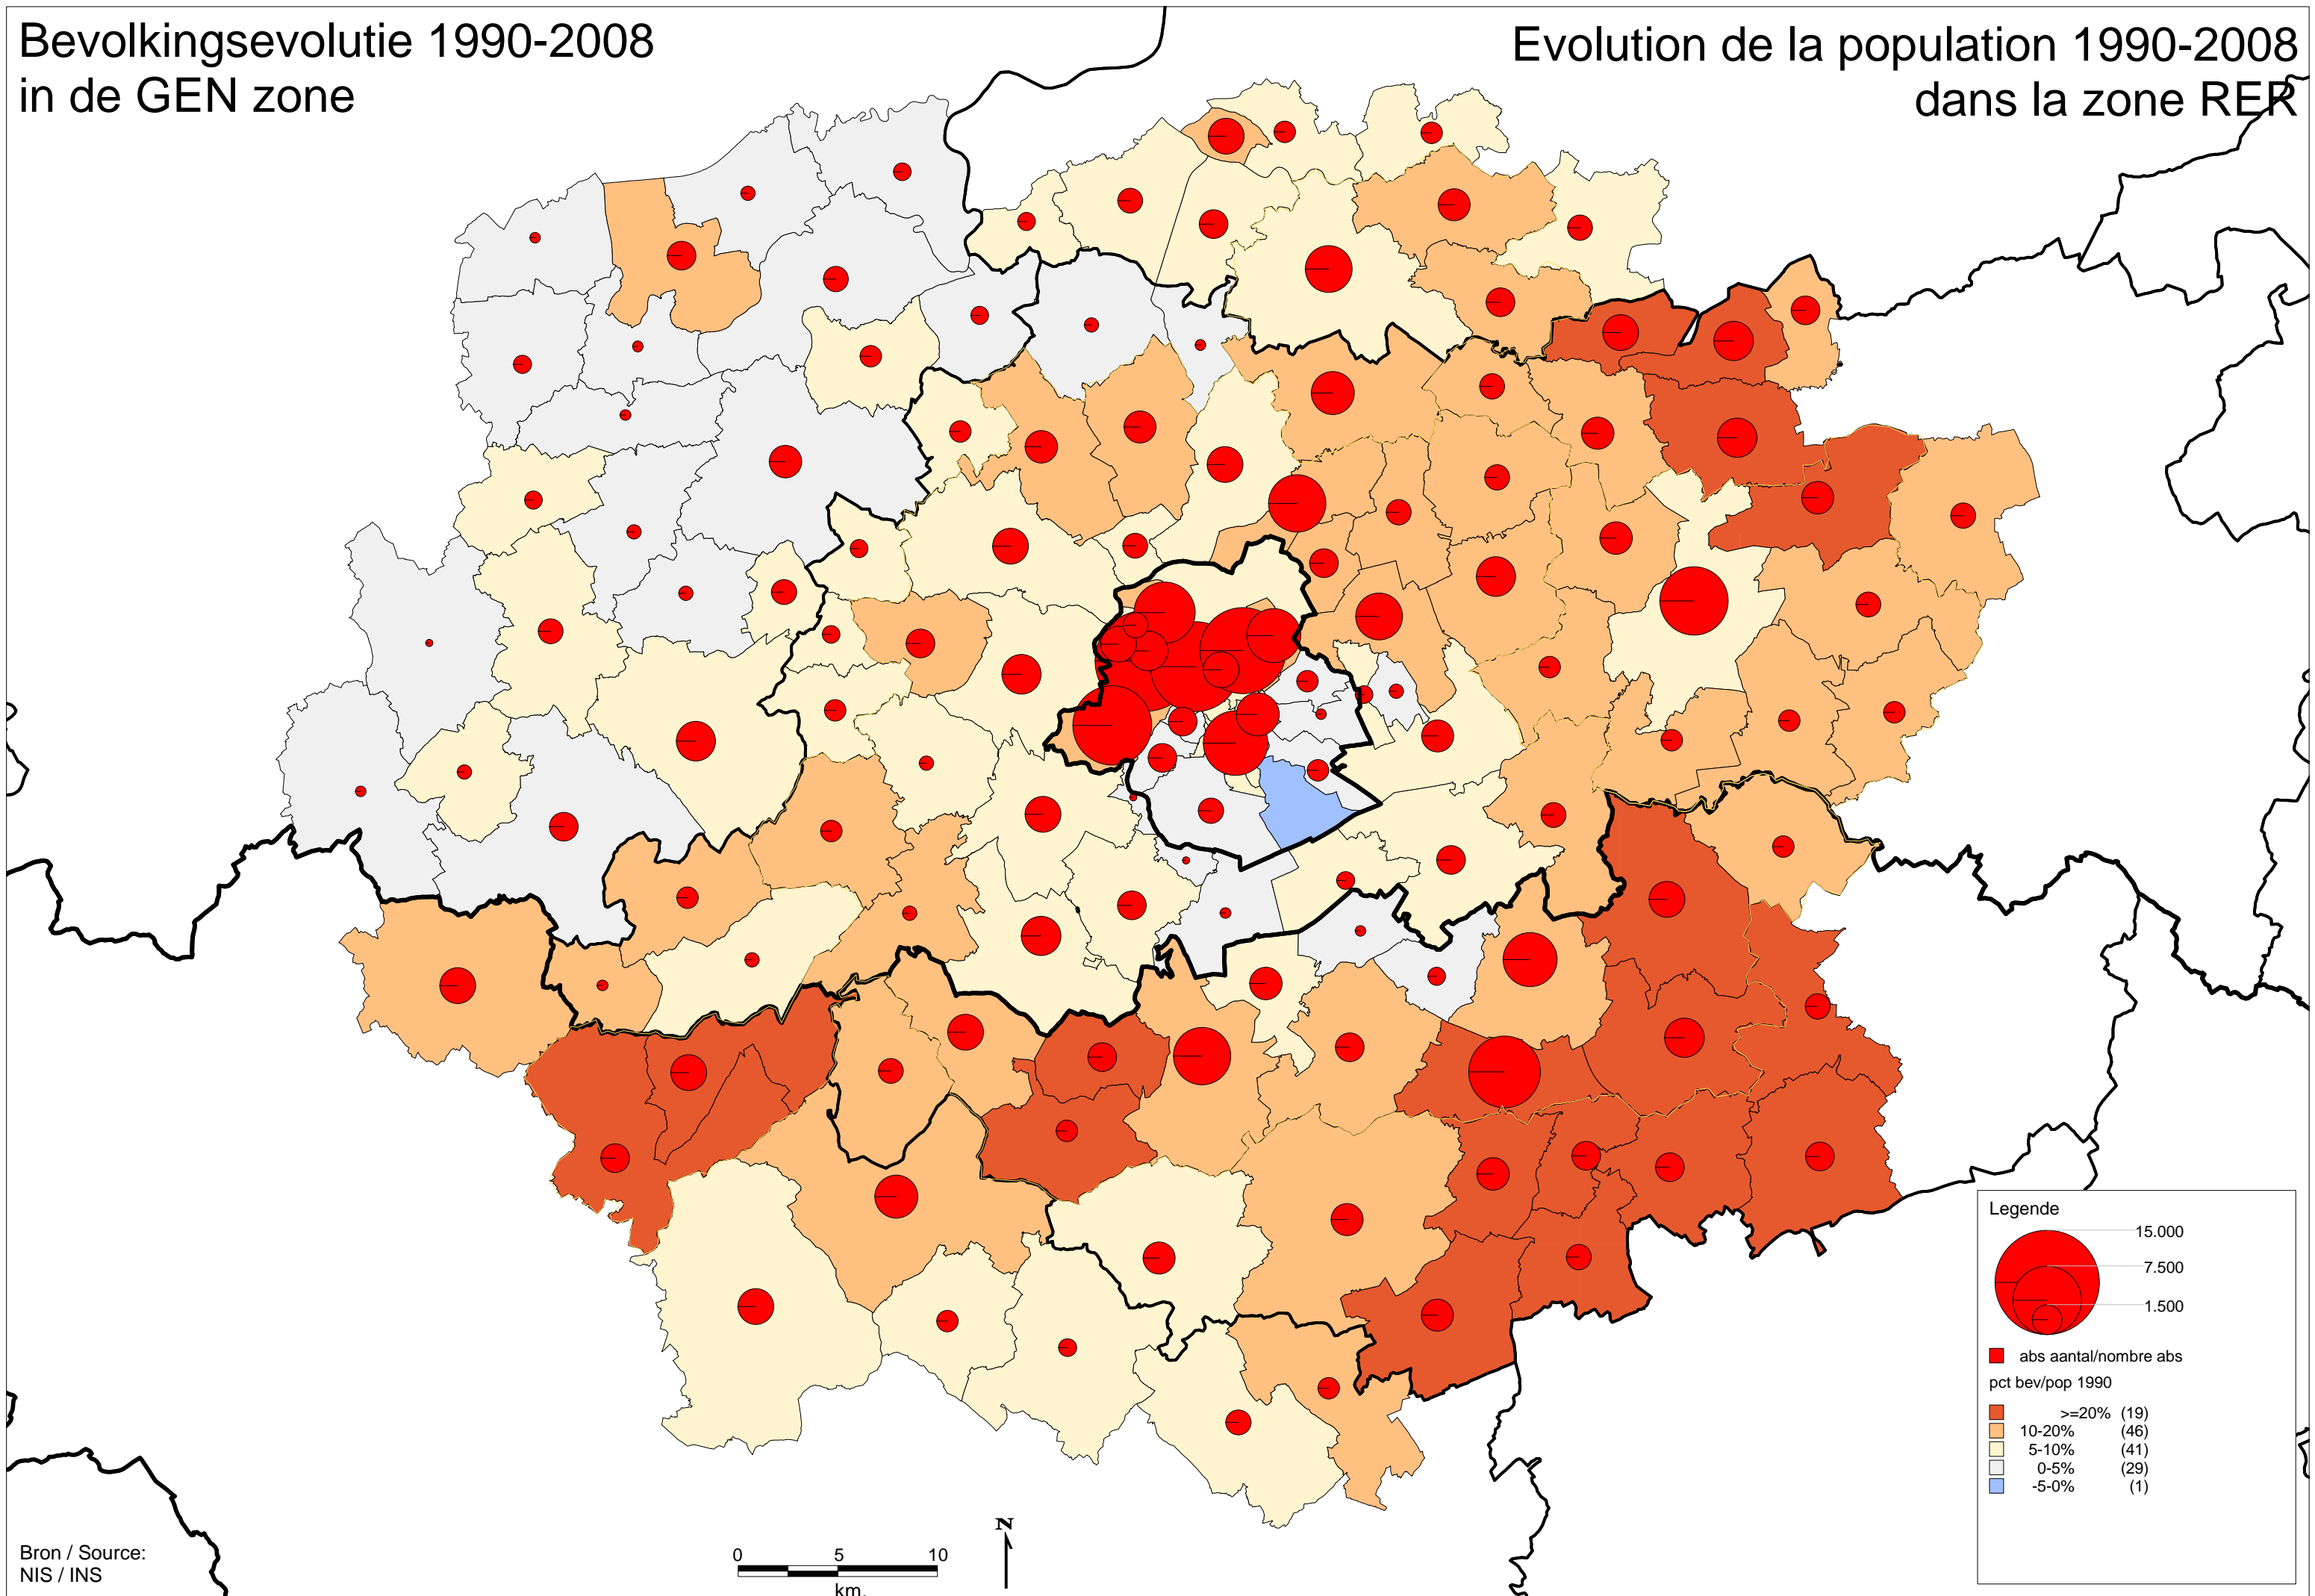 Bevolkingsevolutie 1990-2008
in de GEN zone
Evolution de la population 1990-2008
dans la zone RER
Legende
15.000
7.500
1.500
abs aantal/nombre abs
pct bev/pop 1990
>=20% (19)
10-20% (46)
5-10% (41)
0-5% (29)
-5-0% (1)
Bron / Source:
NIS / INS
0 5 10
km.
N